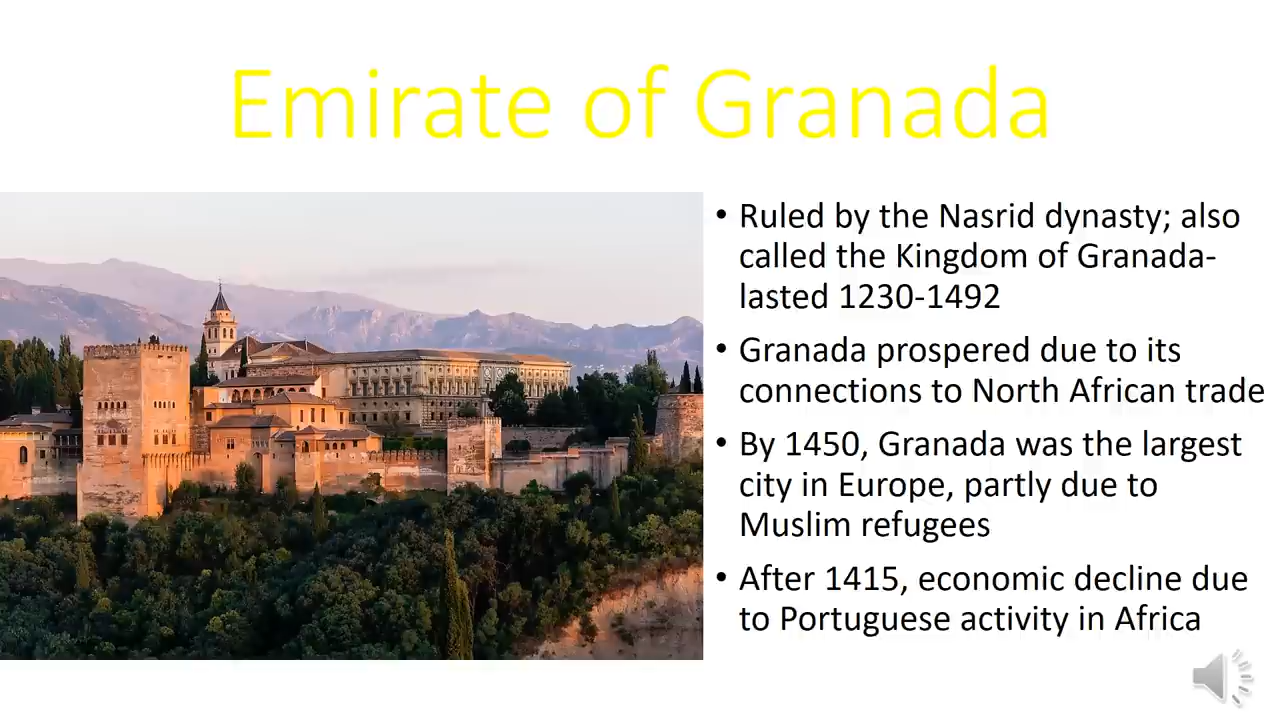 Emirate of Granada
• Ruled by the Nasrid dynasty; also
called the Kingdom of Granada-
lasted 1230-1492
• Granada prospered due to its
connections to North African trade
• By 1450, Granada was the largest
city in Europe, partly due to
Muslim refugees
• After 1415, economic decline due
to Portuguese activity in Africa